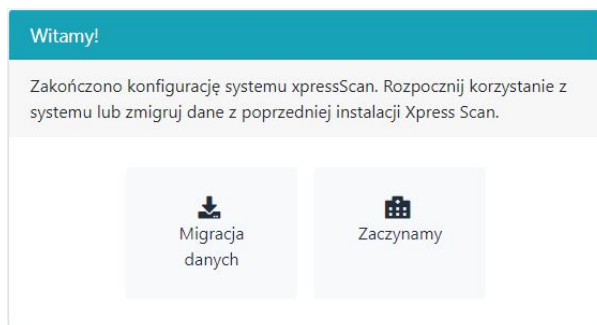 Witamy!
Zakończono konfigurację systemu xpressScan. Rozpocznij korzystanie z
systemu lub zmigruj dane z poprzedniej instalacji Xpress Scan.
Migracja
danych
Zaczynamy